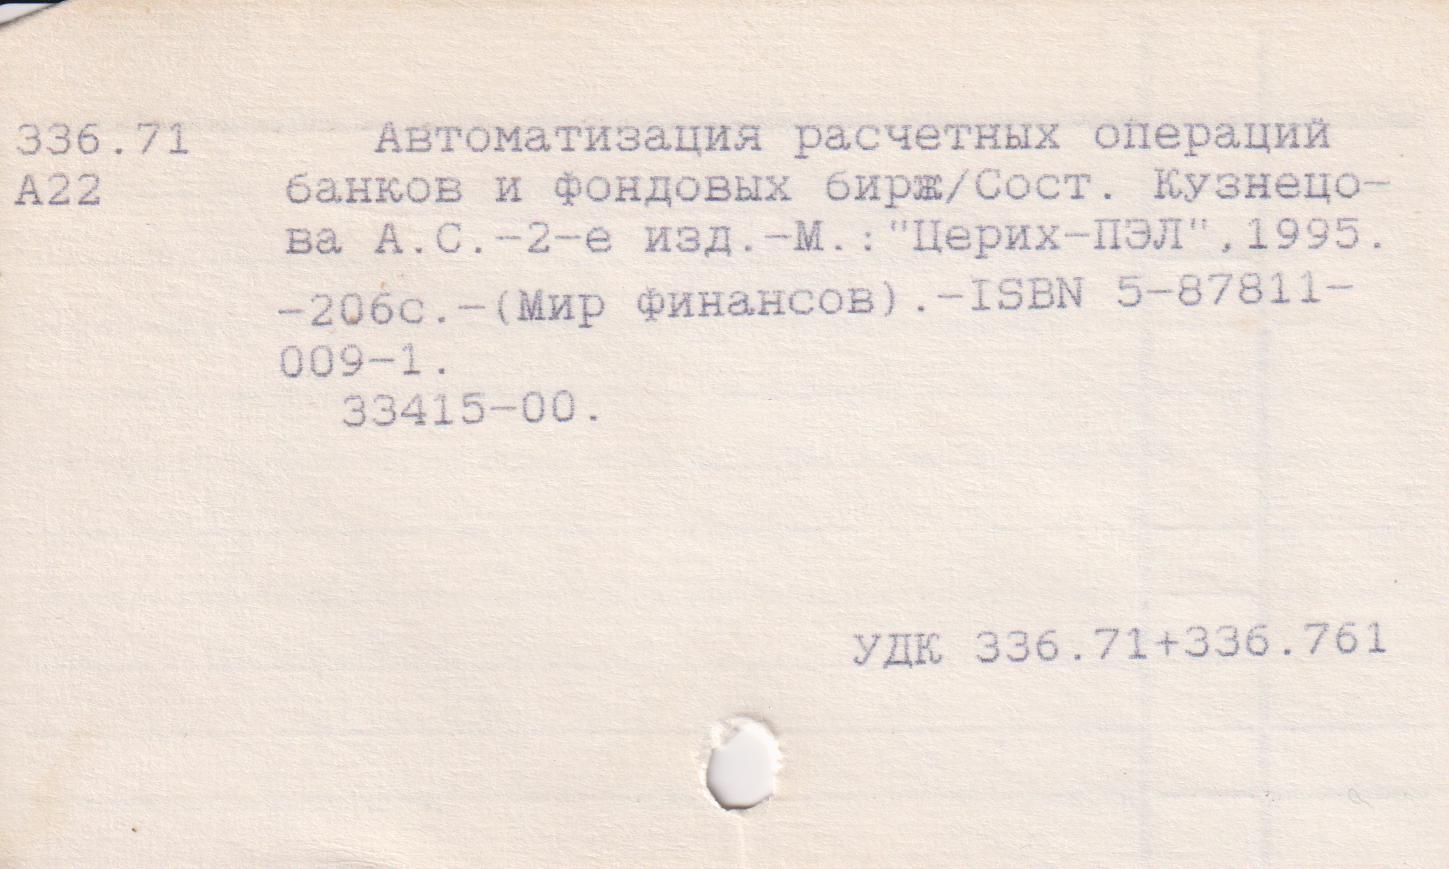 336.71 Автоматизация расчетных операций
А22 банков и фондовых бирж/Сост. Кузнецо-
ва А.С.-2-е изд.-М.:"Церих-ПЭЛ",1995.
-206с.-(Мир финансов).-ISBN 5-87811-
009-1.
33415-00.
УДК 336.71+336.761